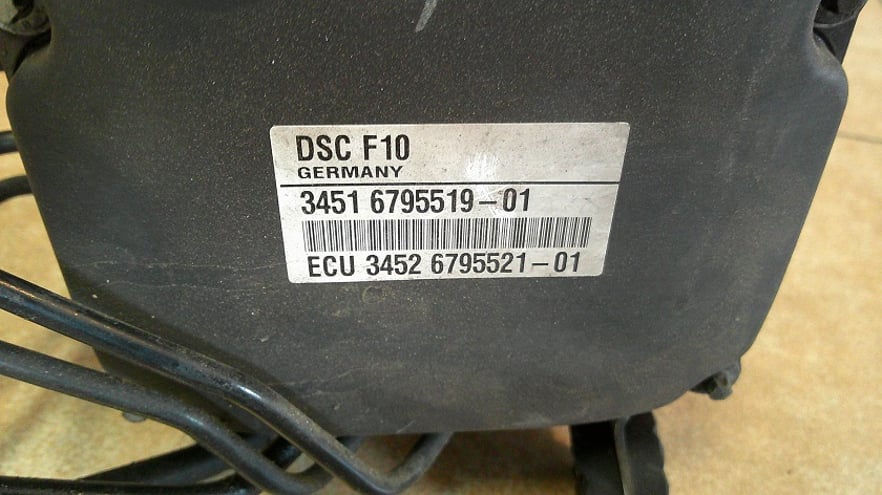 DSC F10
GERMANY
3451 6795519-01
ECU 3452 6795521-01